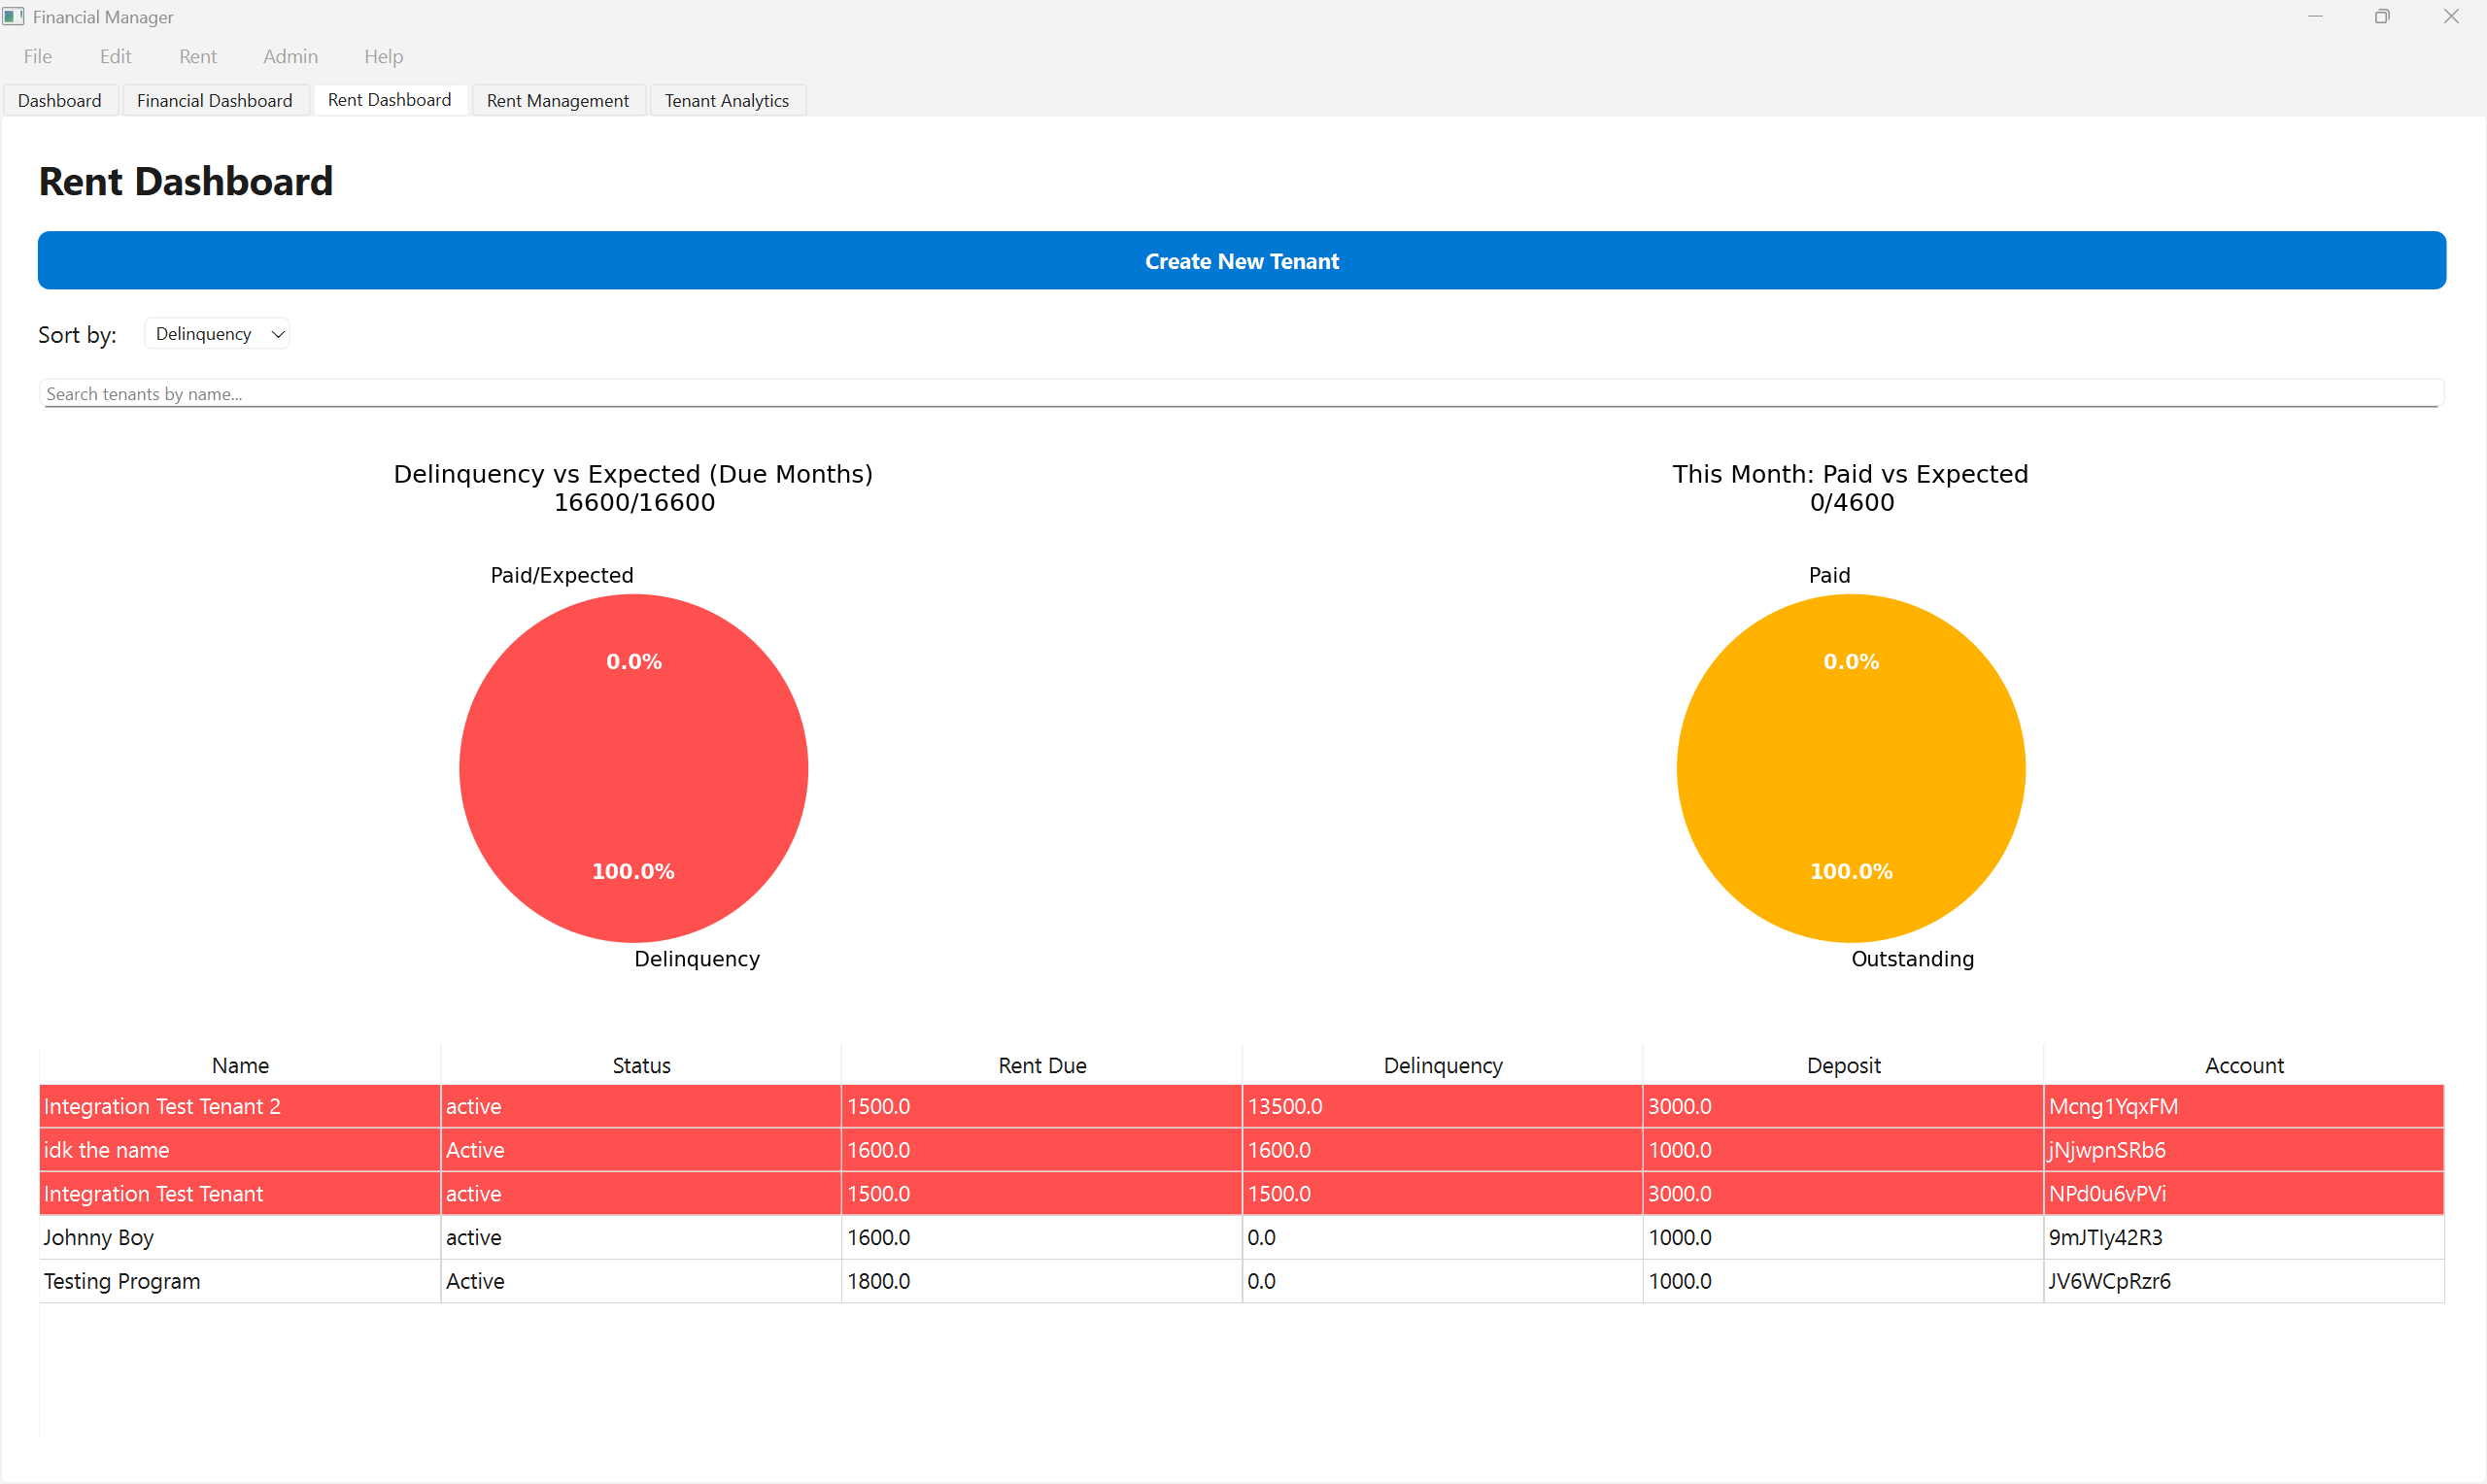 Financial Manager
File Edit Rent Admin Help
Dashboard Financial Dashboard Rent Dashboard Rent Management Tenant Analytics
Rent Dashboard
Create New Tenant
Sort by: Delinquency
Search tenants by name...
Delinquency vs Expected (Due Months)
16600/16600
Paid/Expected
0.0%
100.0%
Delinquency
This Month: Paid vs Expected
0/4600
Paid
0.0%
100.0%
Outstanding
Name Status Rent Due Delinquency Deposit Account
Integration Test Tenant 2 active 1500.0 13500.0 3000.0 Mcng1YqxFM
idk the name Active 1600.0 1600.0 1000.0 jNjwpnSRb6
Integration Test Tenant active 1500.0 1500.0 3000.0 NPd0u6vPVi
Johnny Boy active 1600.0 0.0 1000.0 9mJTIy42R3
Testing Program Active 1800.0 0.0 1000.0 JV6WCpRzr6